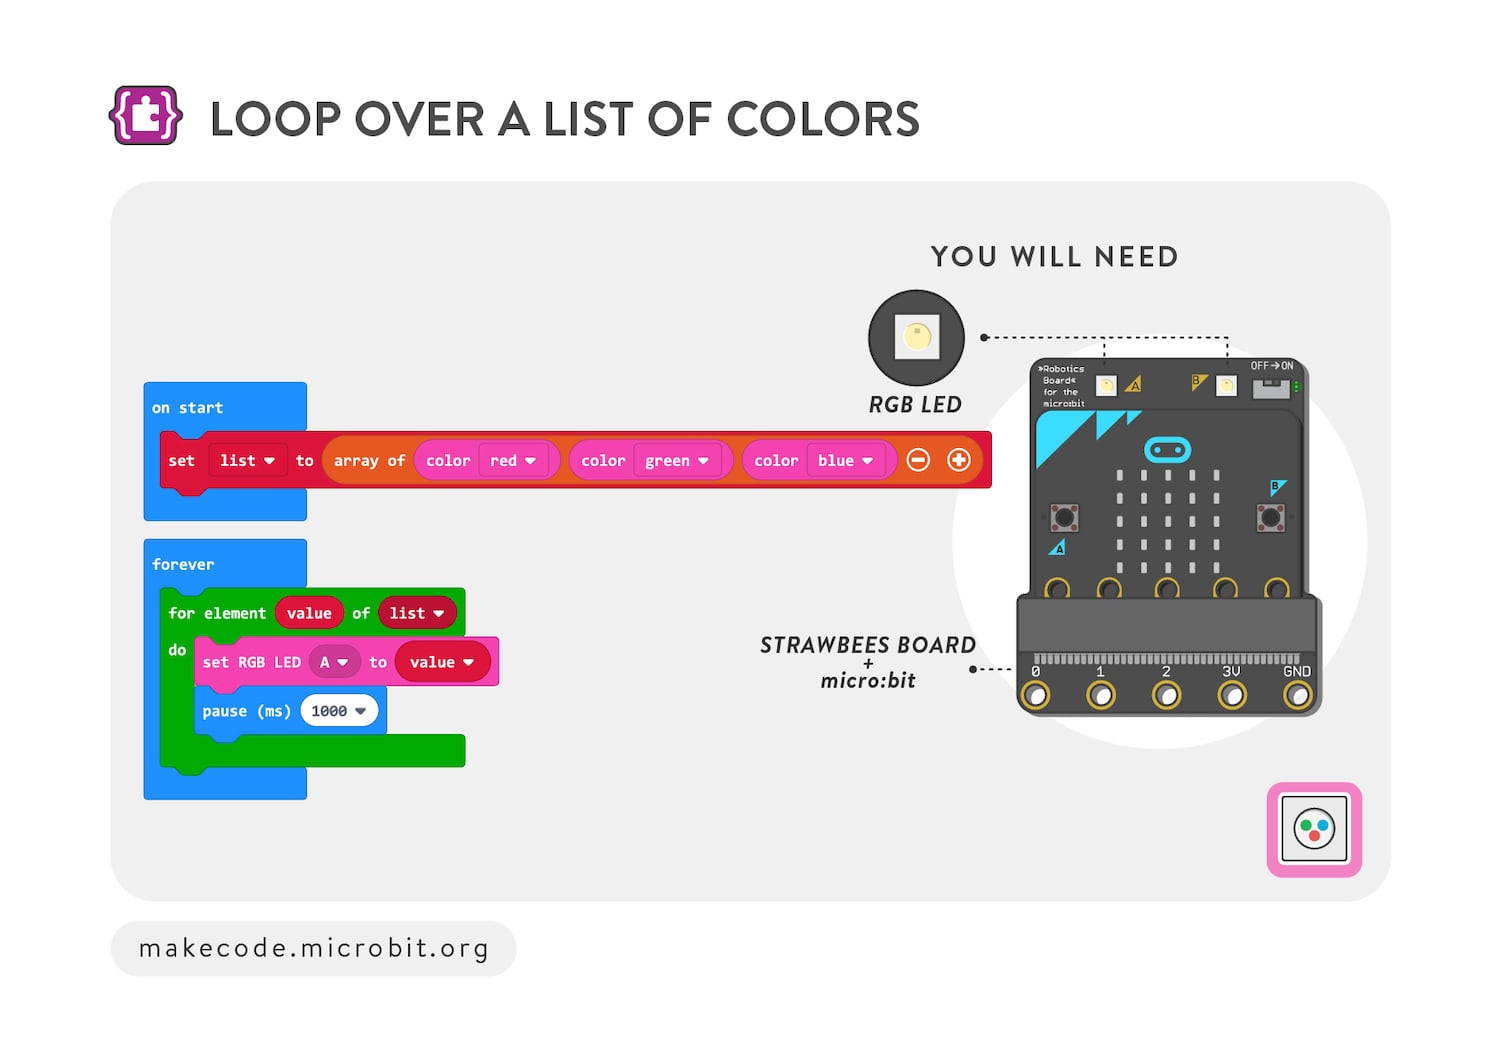 LOOP OVER A LIST OF COLORS
YOU WILL NEED
RGB LED
»Robotics
Board«
for the
micro:bit
A
B
OFF→ON
on start
set list to array of color red color green color blue
B
A
forever
for element value of list
do
set RGB LED A to value
pause (ms) 1000
STRAWBEES BOARD
+
micro:bit
0 1 2 3V GND
makecode.microbit.org